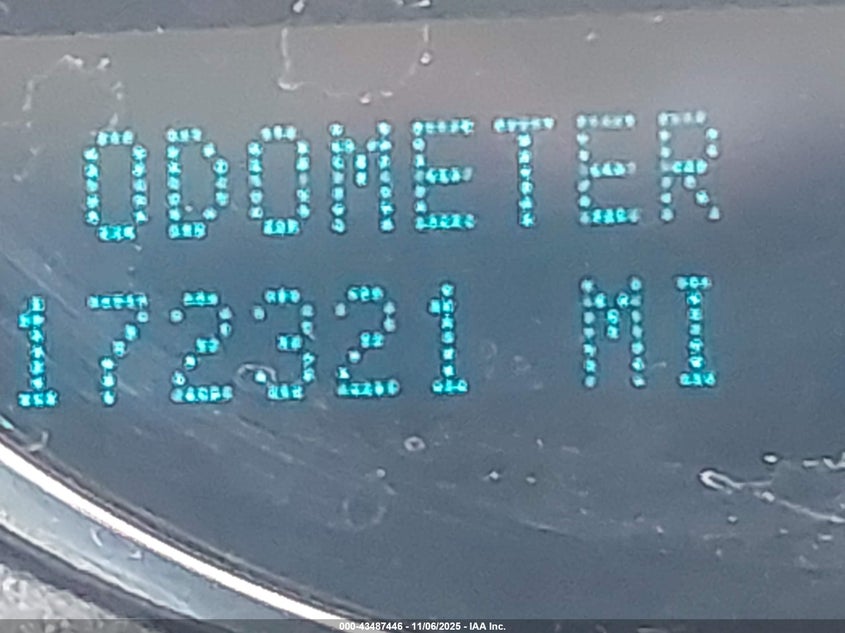 ODOMETER
172321 MI
000-43487446 - 11/06/2025 - IAA Inc.